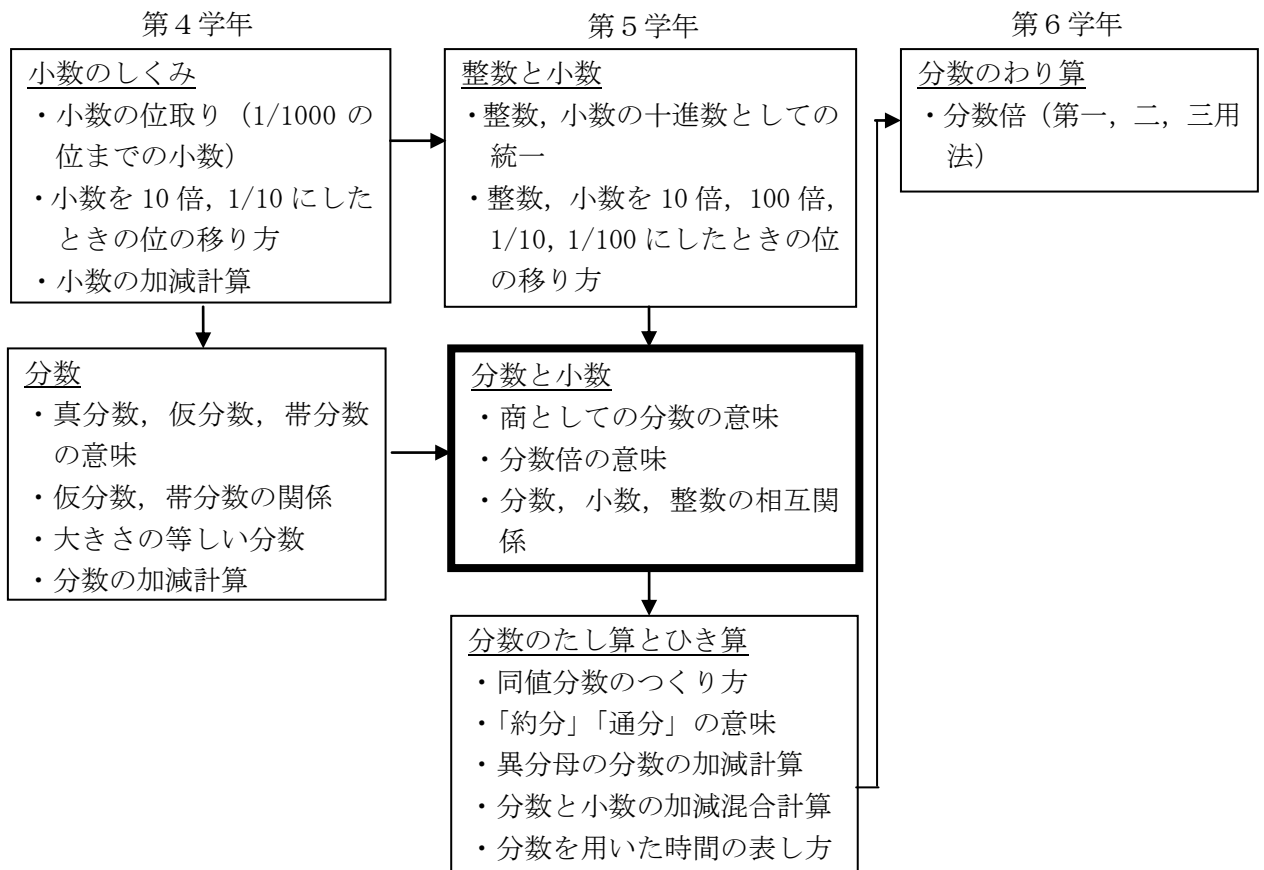 第４学年
第５学年
第６学年
小数のしくみ
・小数の位取り（1/1000 の
位までの小数）
・小数を 10 倍，1/10 にした
ときの位の移り方
・小数の加減計算
整数と小数
・整数，小数の十進数としての
統一
・整数，小数を 10 倍，100 倍，
1/10，1/100 にしたときの位
の移り方
分数のわり算
・分数倍（第一，二，三用
法）
分数
・真分数，仮分数，帯分数
の意味
・仮分数，帯分数の関係
・大きさの等しい分数
・分数の加減計算
分数と小数
・商としての分数の意味
・分数倍の意味
・分数，小数，整数の相互関
係
分数のたし算とひき算
・同値分数のつくり方
・「約分」「通分」の意味
・異分母の分数の加減計算
・分数と小数の加減混合計算
・分数を用いた時間の表し方